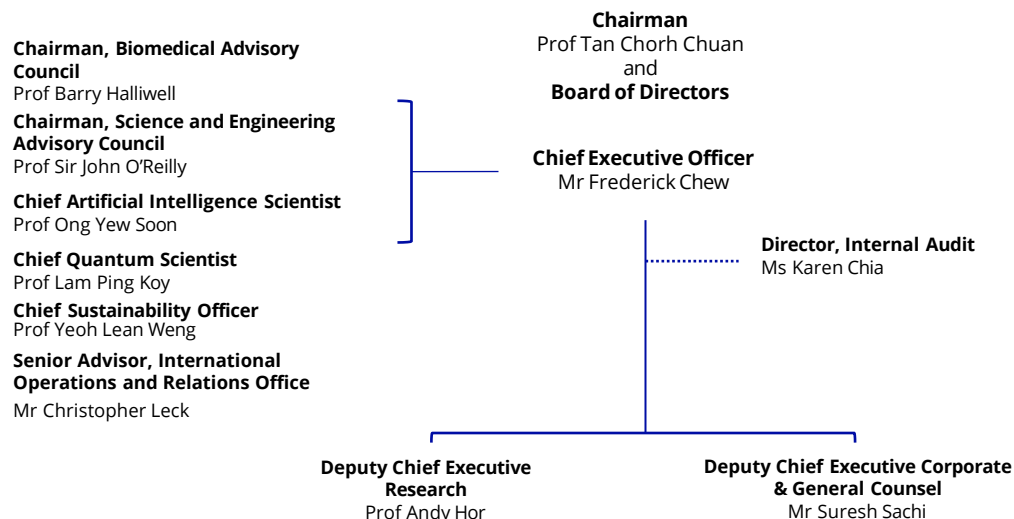 Chairman
Prof Tan Chorh Chuan
and
Board of Directors
Chairman, Biomedical Advisory
Council
Prof Barry Halliwell
Chairman, Science and Engineering
Advisory Council
Prof Sir John O’Reilly
Chief Artificial Intelligence Scientist
Prof Ong Yew Soon
Chief Quantum Scientist
Prof Lam Ping Koy
Chief Sustainability Officer
Prof Yeoh Lean Weng
Senior Advisor, International
Operations and Relations Office
Mr Christopher Leck
Chief Executive Officer
Mr Frederick Chew
Director, Internal Audit
Ms Karen Chia
Deputy Chief Executive
Research
Prof Andy Hor
Deputy Chief Executive Corporate
& General Counsel
Mr Suresh Sachi